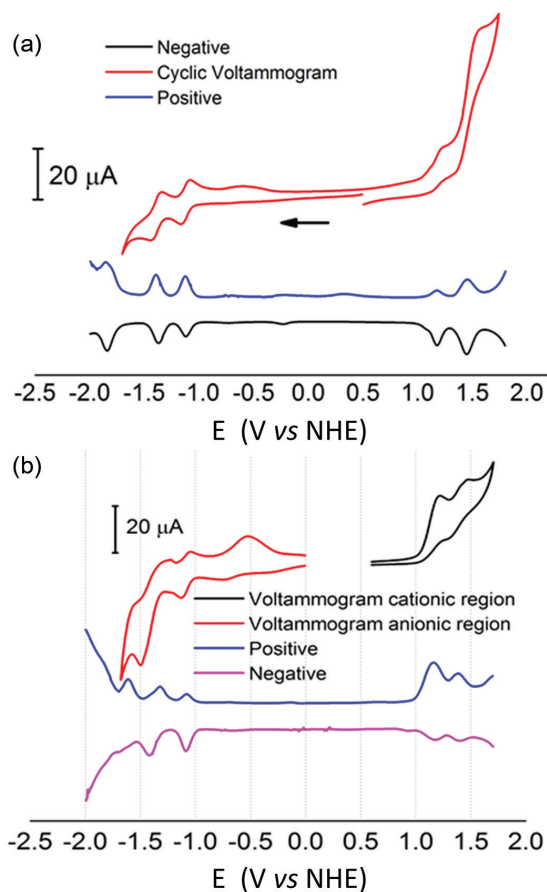 (a)
Negative
Cyclic Voltammogram
Positive
20 μA
-2.5 -2.0 -1.5 -1.0 -0.5 0.0 0.5 1.0 1.5 2.0
E (V vs NHE)
(b)
20 μA
Voltammogram cationic region
Voltammogram anionic region
Positive
Negative
-2.5 -2.0 -1.5 -1.0 -0.5 0.0 0.5 1.0 1.5 2.0
E (V vs NHE)